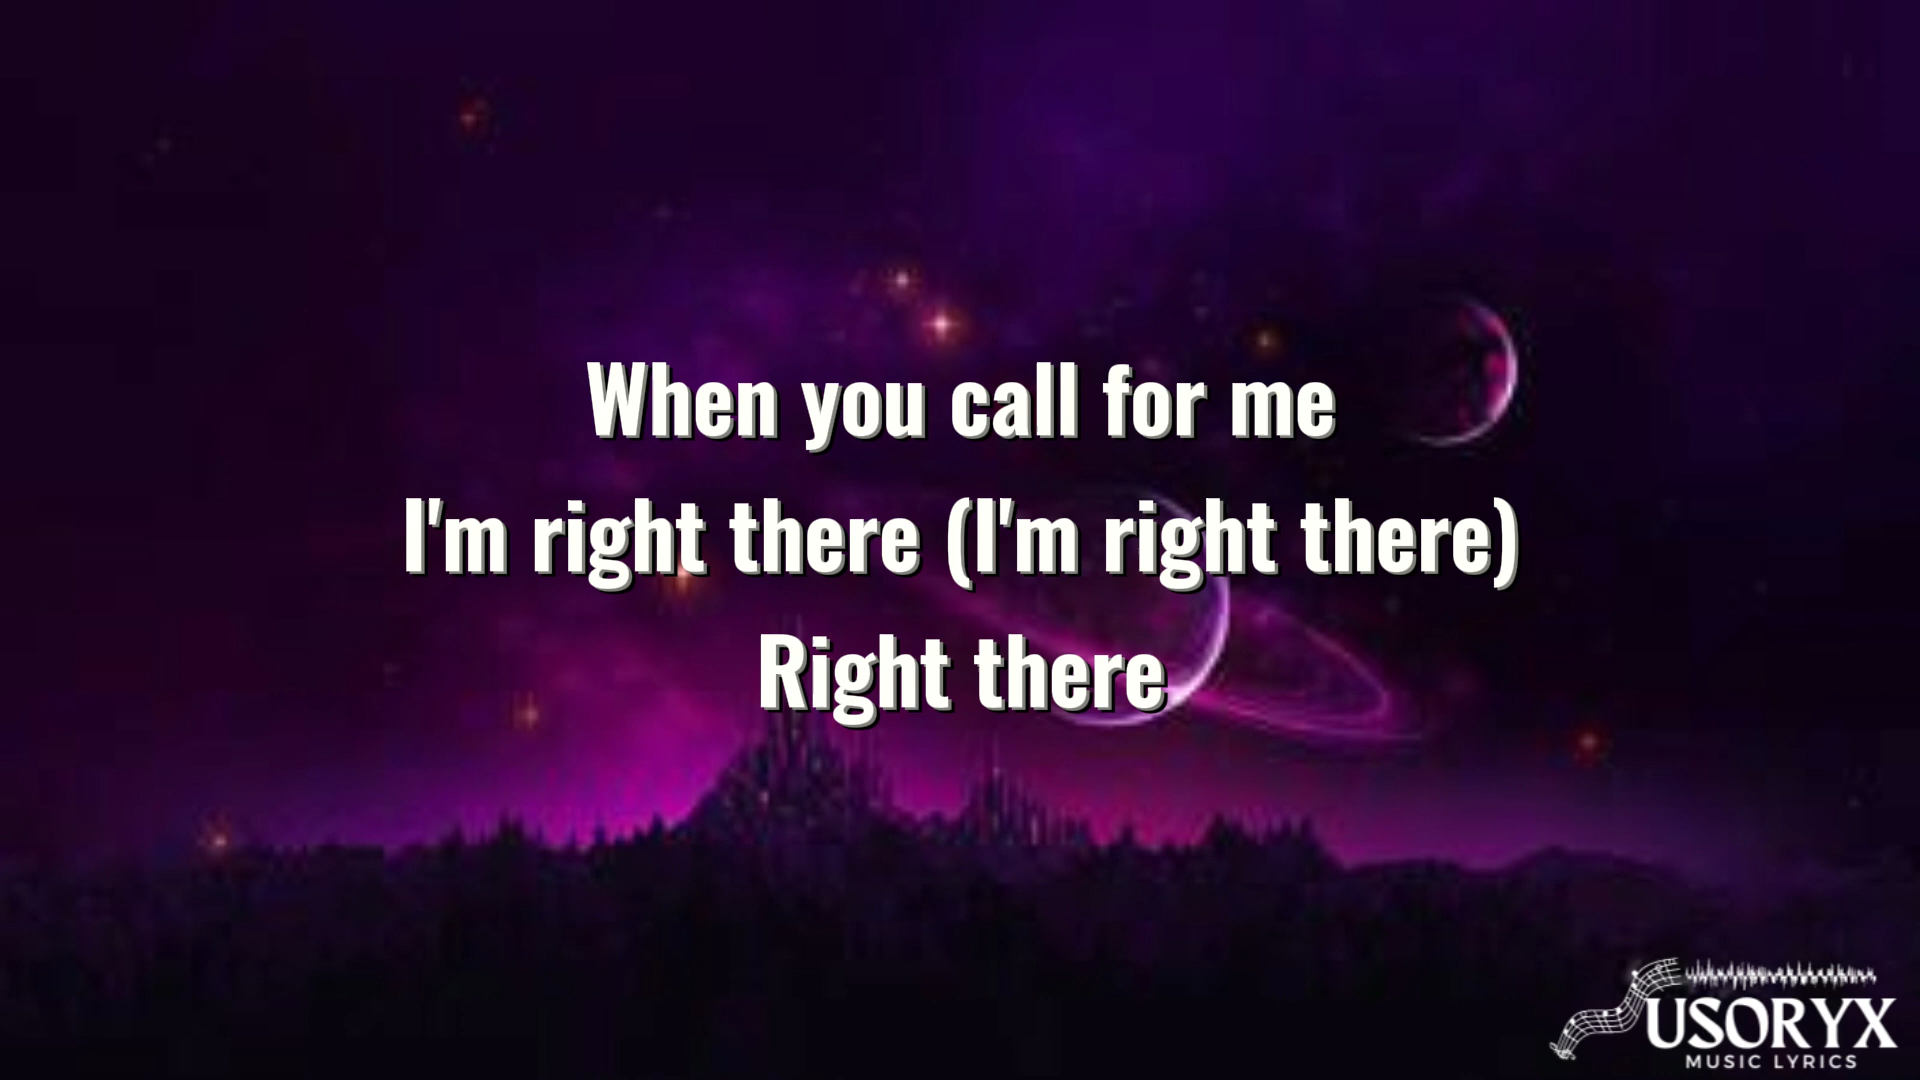 When you call for me
I'm right there (I'm right there)
Right there
USORYX
MUSIC LYRICS